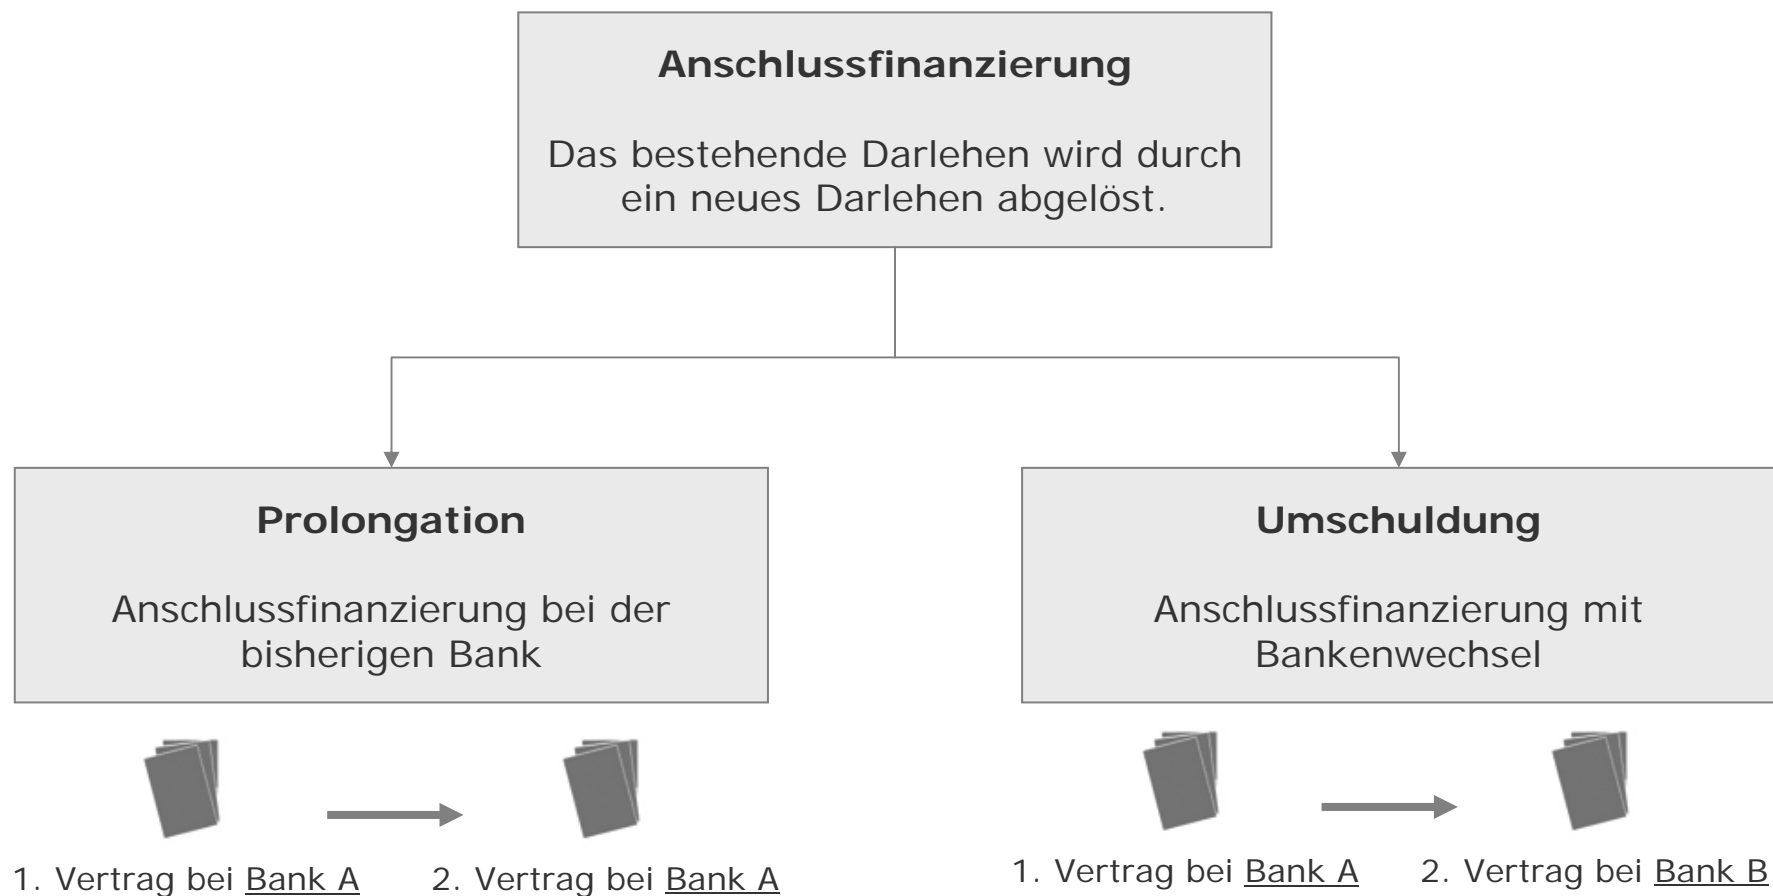 Anschlussfinanzierung
Das bestehende Darlehen wird durch
ein neues Darlehen abgelöst.
Prolongation
Anschlussfinanzierung bei der
bisherigen Bank
Umschuldung
Anschlussfinanzierung mit
Bankenwechsel
1. Vertrag bei Bank A
2. Vertrag bei Bank A
1. Vertrag bei Bank A
2. Vertrag bei Bank B